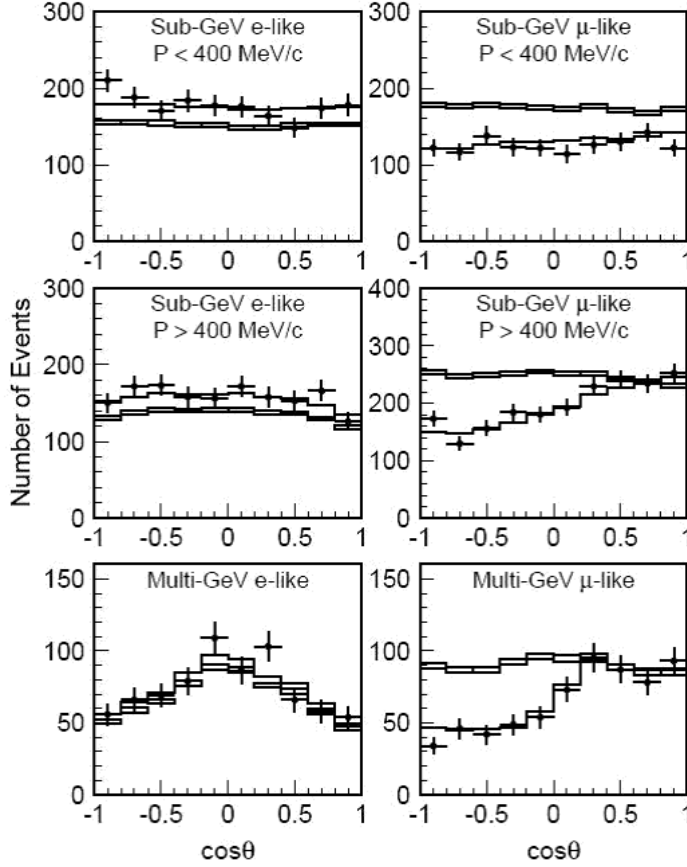 Sub-GeV e-like
P < 400 MeV/c
300
200
100
0
-1 -0.5 0 0.5 1
Sub-GeV μ-like
P < 400 MeV/c
300
200
100
0
-1 -0.5 0 0.5 1
Number of Events
Sub-GeV e-like
P > 400 MeV/c
300
200
100
0
-1 -0.5 0 0.5 1
Sub-GeV μ-like
P > 400 MeV/c
400
300
200
100
0
-1 -0.5 0 0.5 1
Multi-GeV e-like
150
100
50
0
-1 -0.5 0 0.5 1
cosθ
Multi-GeV μ-like
150
100
50
0
-1 -0.5 0 0.5 1
cosθ